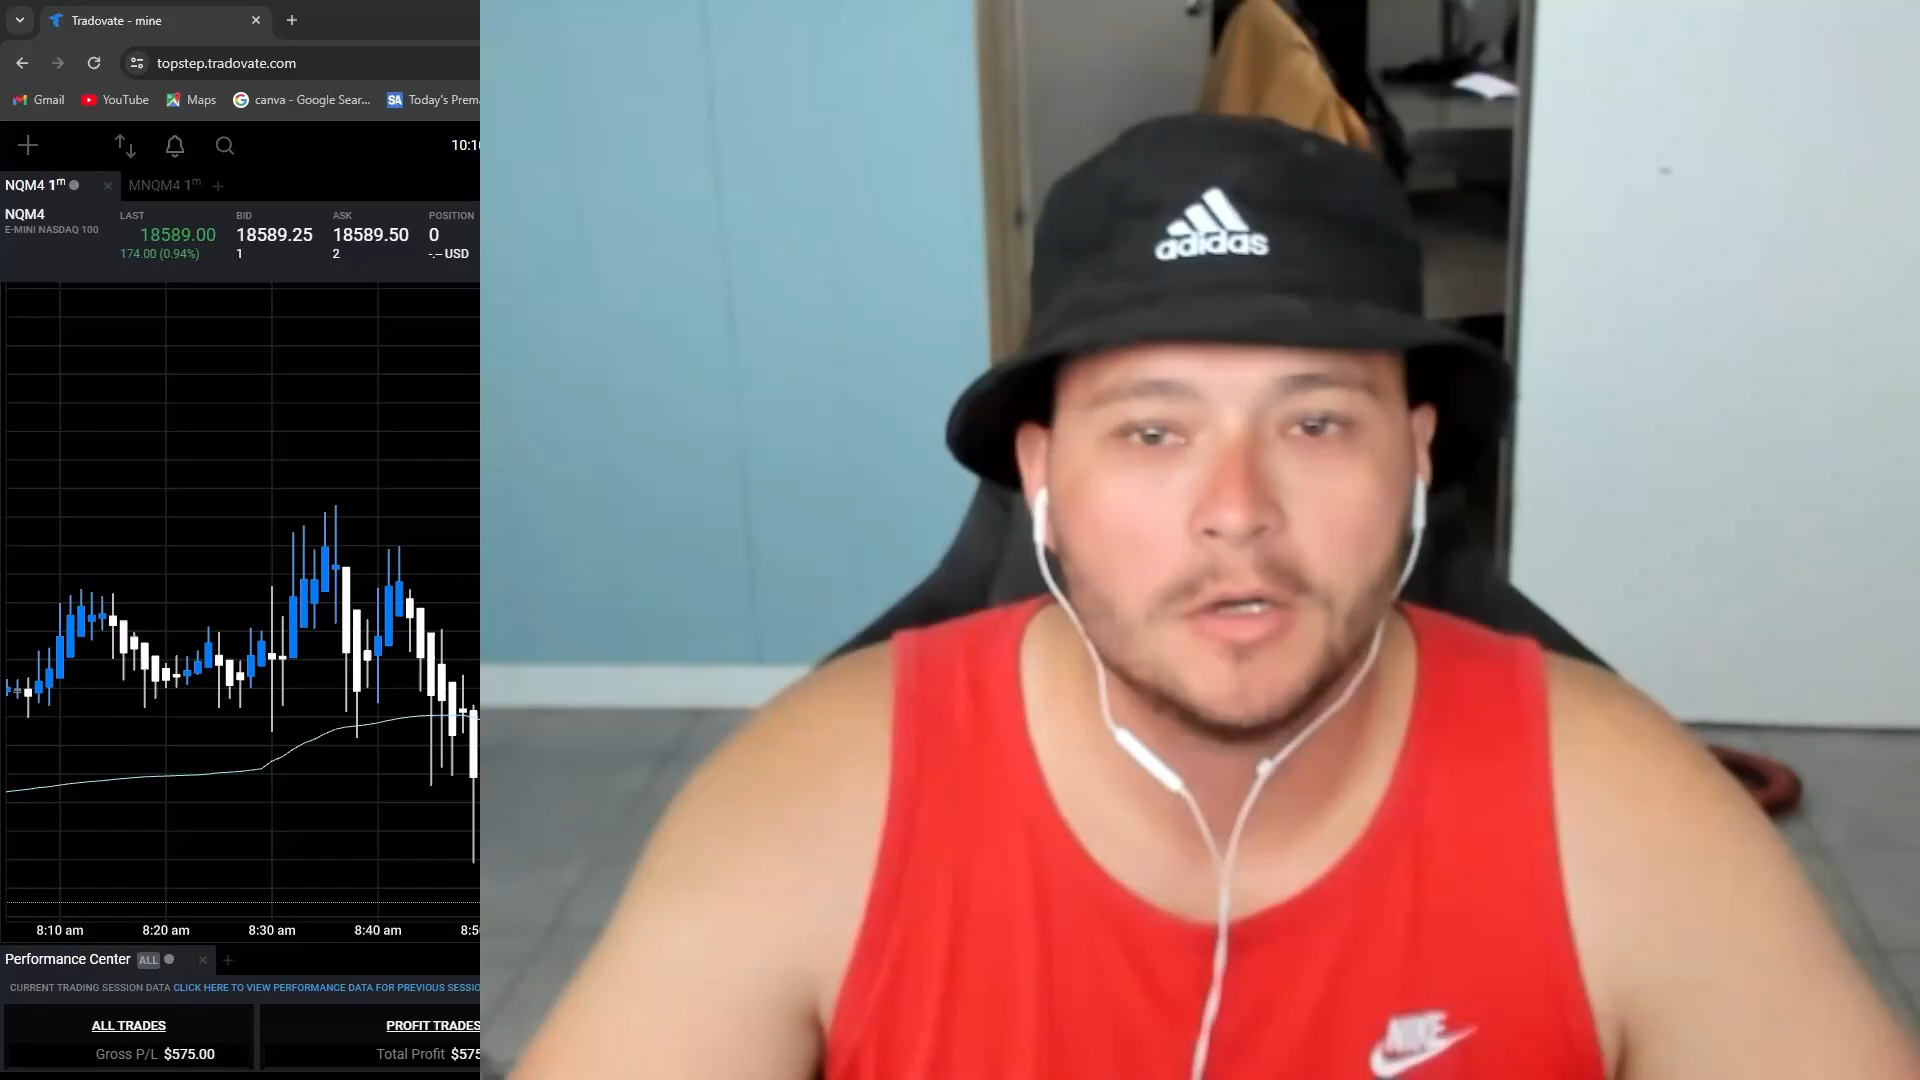 Tradovate - mine
topstep.tradovate.com
Gmail YouTube Maps canva - Google Sear... Today's Prem
10:1
NQM4 1m MNQM4 1m
NQM4 LAST BID ASK POSITION
E-MINI NASDAQ 100 18589.00 18589.25 18589.50 0
174.00 (0.94%) 1 2 -.-- USD
8:10 am 8:20 am 8:30 am 8:40 am 8:5
Performance Center ALL
CURRENT TRADING SESSION DATA CLICK HERE TO VIEW PERFORMANCE DATA FOR PREVIOUS SESSIO
ALL TRADES PROFIT TRADES
Gross P/L $575.00 Total Profit $575
adidas
NIKE